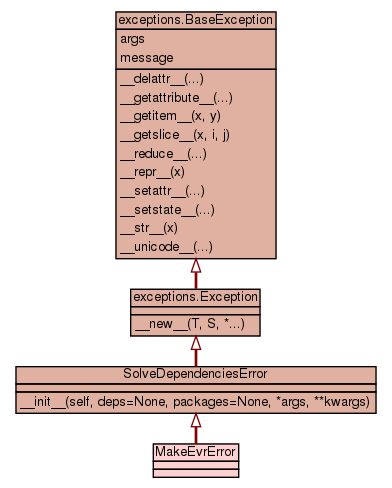 exceptions.BaseException
args
message
__delattr__(...)
__getattribute__(...)
__getitem__(x, y)
__getslice__(x, i, j)
__reduce__(...)
__repr__(x)
__setattr__(...)
__setstate__(...)
__str__(x)
__unicode__(...)
exceptions.Exception
__new__(T, S, *...)
SolveDependenciesError
__init__(self, deps=None, packages=None, *args, **kwargs)
MakeEvrError